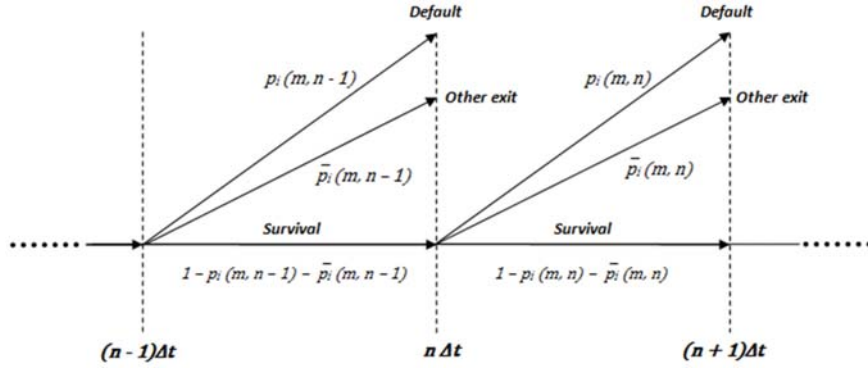 Default Default
p_i (m, n - 1) p_i (m, n)
Other exit Other exit
p̄_i (m, n – 1) p̄_i (m, n)
Survival Survival
........ ........
1 – p_i (m, n – 1) – p̄_i (m, n – 1) 1 – p_i (m, n) – p̄_i (m, n)
(n - 1)Δt n Δt (n + 1)Δt